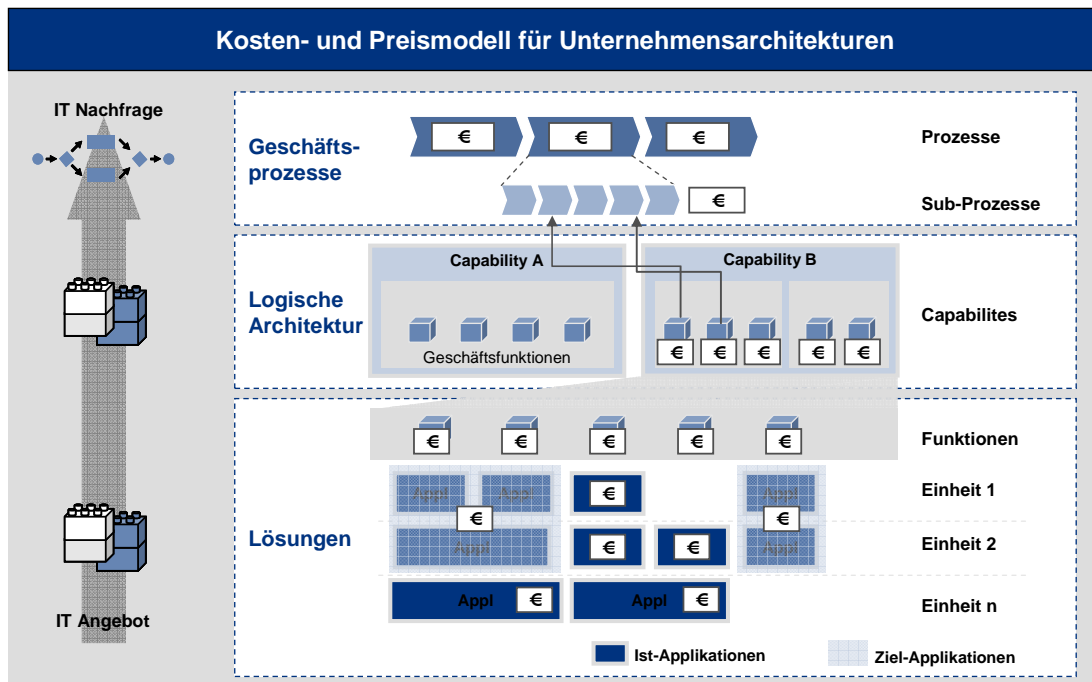 Kosten- und Preismodell für Unternehmensarchitekturen
IT Nachfrage
Geschäfts-
prozesse
€
€
€
Prozesse
€
Sub-Prozesse
Logische
Architektur
Capability A
Geschäftsfunktionen
Capability B
€
€
€
€
€
Capabilites
Lösungen
€
€
€
€
€
Funktionen
Appl
Appl
€
Appl
Einheit 1
€
€
Appl
€
€
Appl
Einheit 2
Appl
€
Appl
€
Einheit n
IT Angebot
Ist-Applikationen
Ziel-Applikationen